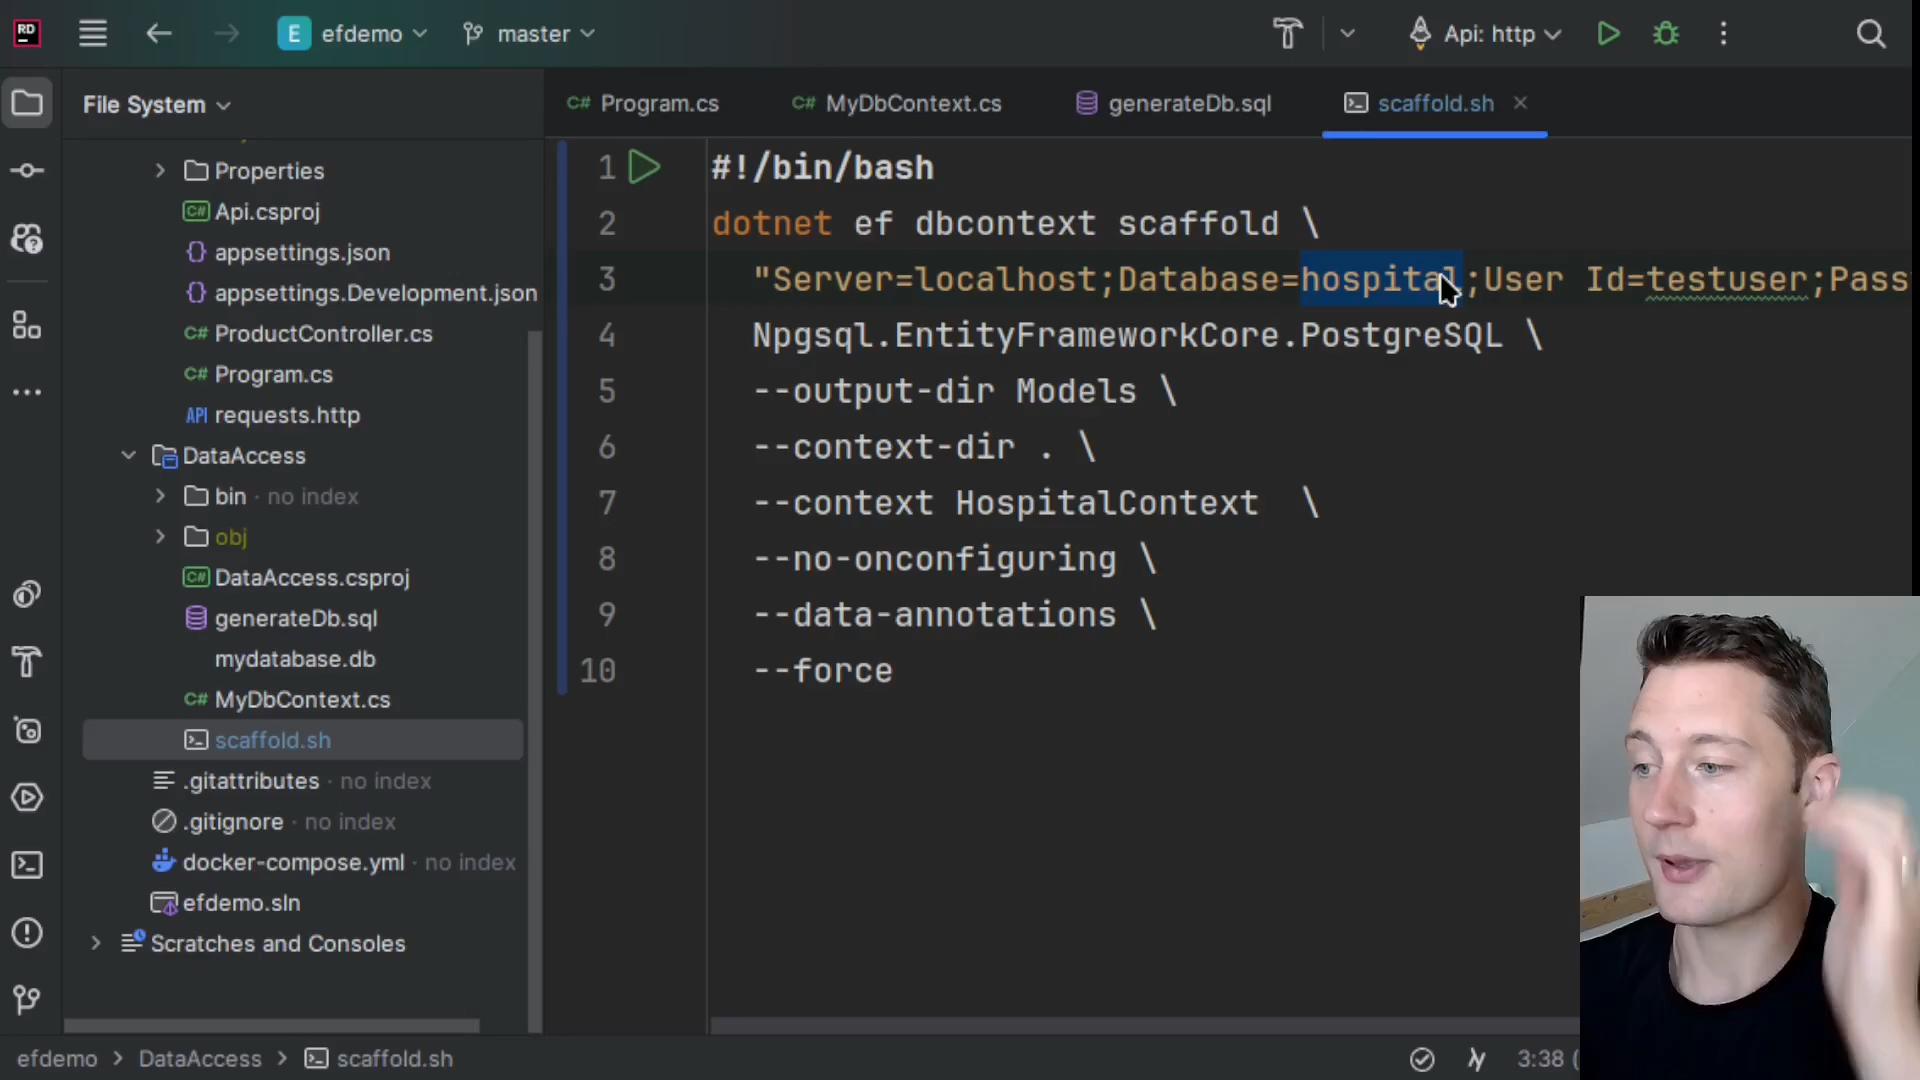 RD
E efdemo master Api: http
File System
Program.cs MyDbContext.cs generateDb.sql scaffold.sh
Properties
Api.csproj
appsettings.json
appsettings.Development.json
ProductController.cs
Program.cs
API requests.http
DataAccess
bin · no index
obj
DataAccess.csproj
generateDb.sql
mydatabase.db
C# MyDbContext.cs
scaffold.sh
.gitattributes · no index
.gitignore · no index
docker-compose.yml · no index
efdemo.sln
Scratches and Consoles
1 #!/bin/bash
2 dotnet ef dbcontext scaffold \
3 "Server=localhost;Database=hospital;User Id=testuser;Pass
4 Npgsql.EntityFrameworkCore.PostgreSQL \
5 --output-dir Models \
6 --context-dir . \
7 --context HospitalContext \
8 --no-onconfiguring \
9 --data-annotations \
10 --force
efdemo > DataAccess > scaffold.sh
3:38 (